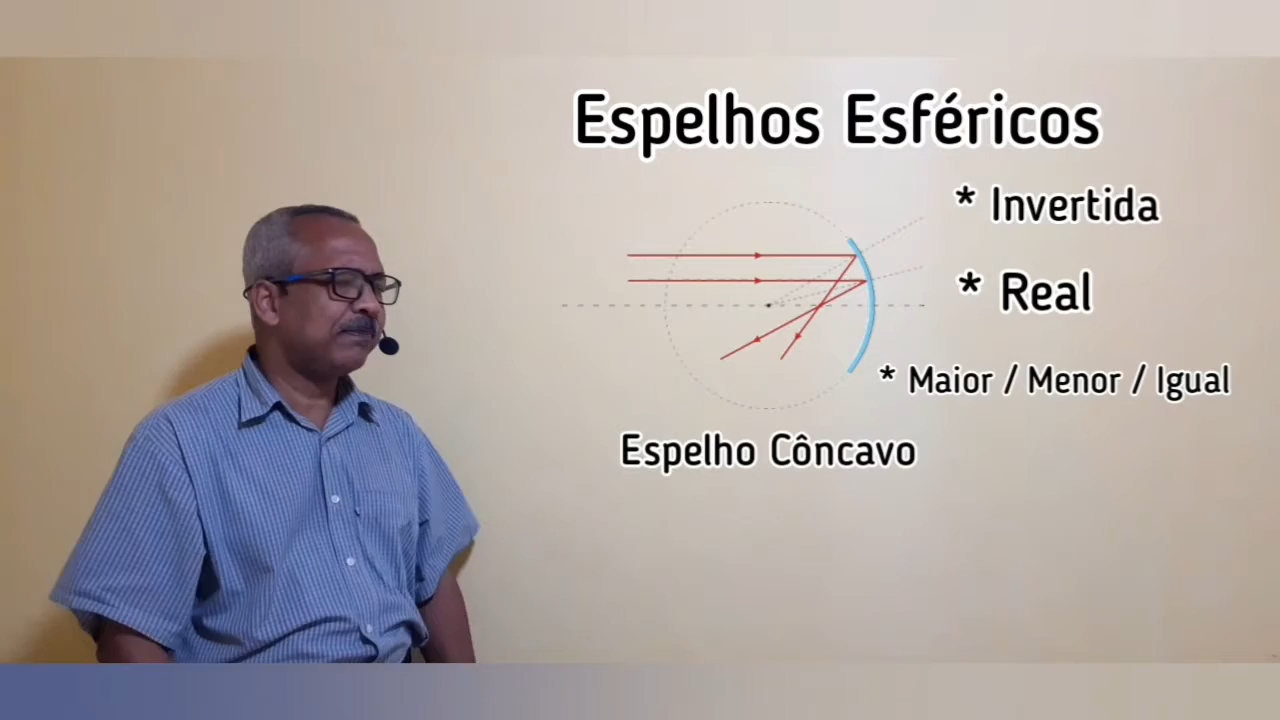 Espelhos Esféricos
* Invertida
* Real
* Maior / Menor / Igual
Espelho Côncavo